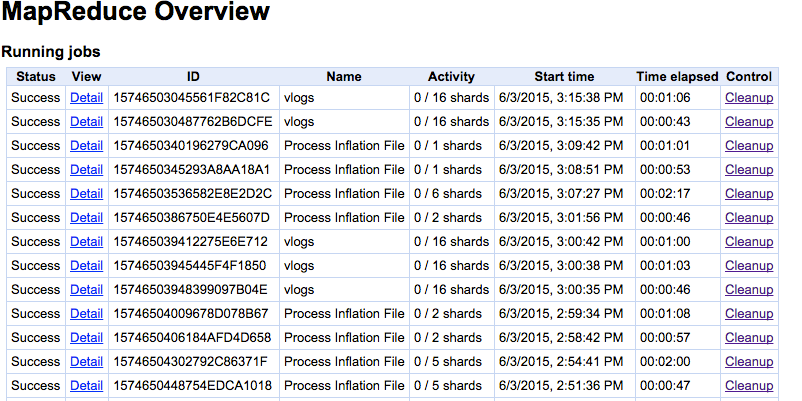 MapReduce Overview
Running jobs
Status View ID Name Activity Start time Time elapsed Control
Success Detail 15746503045561F82C81C vlogs 0 / 16 shards 6/3/2015, 3:15:38 PM 00:01:06 Cleanup
Success Detail 157465030487762B6DCFE vlogs 0 / 16 shards 6/3/2015, 3:15:35 PM 00:00:43 Cleanup
Success Detail 1574650340196279CA096 Process Inflation File 0 / 1 shards 6/3/2015, 3:09:42 PM 00:01:01 Cleanup
Success Detail 1574650345293A8AA18A1 Process Inflation File 0 / 1 shards 6/3/2015, 3:08:51 PM 00:00:53 Cleanup
Success Detail 15746503536582E8E2D2C Process Inflation File 0 / 6 shards 6/3/2015, 3:07:27 PM 00:02:17 Cleanup
Success Detail 1574650386750E4E5607D Process Inflation File 0 / 2 shards 6/3/2015, 3:01:56 PM 00:00:46 Cleanup
Success Detail 157465039412275E6E712 vlogs 0 / 16 shards 6/3/2015, 3:00:42 PM 00:01:00 Cleanup
Success Detail 15746503945445F4F1850 vlogs 0 / 16 shards 6/3/2015, 3:00:38 PM 00:01:03 Cleanup
Success Detail 15746503948399097B04E vlogs 0 / 16 shards 6/3/2015, 3:00:35 PM 00:00:46 Cleanup
Success Detail 15746504009678D078B67 Process Inflation File 0 / 2 shards 6/3/2015, 2:59:34 PM 00:01:08 Cleanup
Success Detail 1574650406184AFD4D658 Process Inflation File 0 / 2 shards 6/3/2015, 2:58:42 PM 00:00:57 Cleanup
Success Detail 15746504302792C86371F Process Inflation File 0 / 5 shards 6/3/2015, 2:54:41 PM 00:02:00 Cleanup
Success Detail 1574650448754EDCA1018 Process Inflation File 0 / 5 shards 6/3/2015, 2:51:36 PM 00:00:47 Cleanup